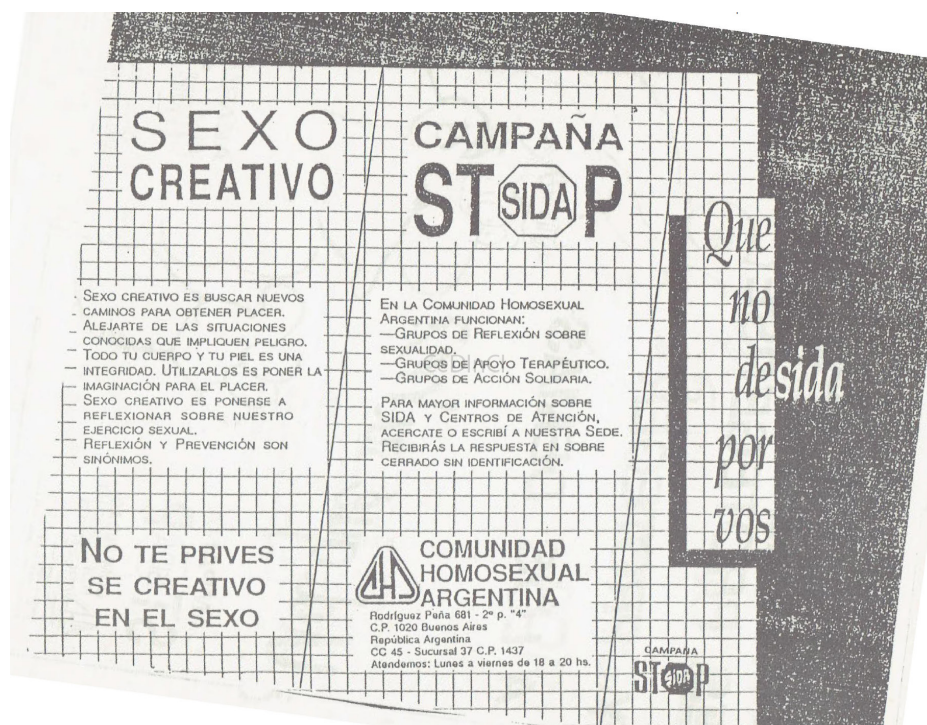 SEXO
CREATIVO
SEXO CREATIVO ES BUSCAR NUEVOS
CAMINOS PARA OBTENER PLACER.
ALEJARTE DE LAS SITUACIONES
CONOCIDAS QUE IMPLIQUEN PELIGRO.
TODO TU CUERPO Y TU PIEL ES UNA
INTEGRIDAD. UTILIZARLOS ES PONER LA
IMAGINACIÓN PARA EL PLACER.
SEXO CREATIVO ES PONERSE A
REFLEXIONAR SOBRE NUESTRO
EJERCICIO SEXUAL.
REFLEXIÓN Y PREVENCIÓN SON
SINÓNIMOS.
NO TE PRIVES
SE CREATIVO
EN EL SEXO
CAMPAÑA
STOP
SIDA
EN LA COMUNIDAD HOMOSEXUAL
ARGENTINA FUNCIONAN:
—GRUPOS DE REFLEXIÓN SOBRE
SEXUALIDAD.
—GRUPOS DE APOYO TERAPÉUTICO.
—GRUPOS DE ACCIÓN SOLIDARIA.
PARA MAYOR INFORMACIÓN SOBRE
SIDA Y CENTROS DE ATENCIÓN,
ACERCATE O ESCRIBÍ A NUESTRA SEDE.
RECIBIRÁS LA RESPUESTA EN SOBRE
CERRADO SIN IDENTIFICACIÓN.
CHA
COMUNIDAD
HOMOSEXUAL
ARGENTINA
Rodríguez Peña 681 - 2º p. "4"
C.P. 1020 Buenos Aires
República Argentina
CC 45 - Sucursal 37 C.P. 1437
Atendemos: Lunes a viernes de 18 a 20 hs.
Que
no
desida
por
vos
CAMPAÑA
STOP
SIDA